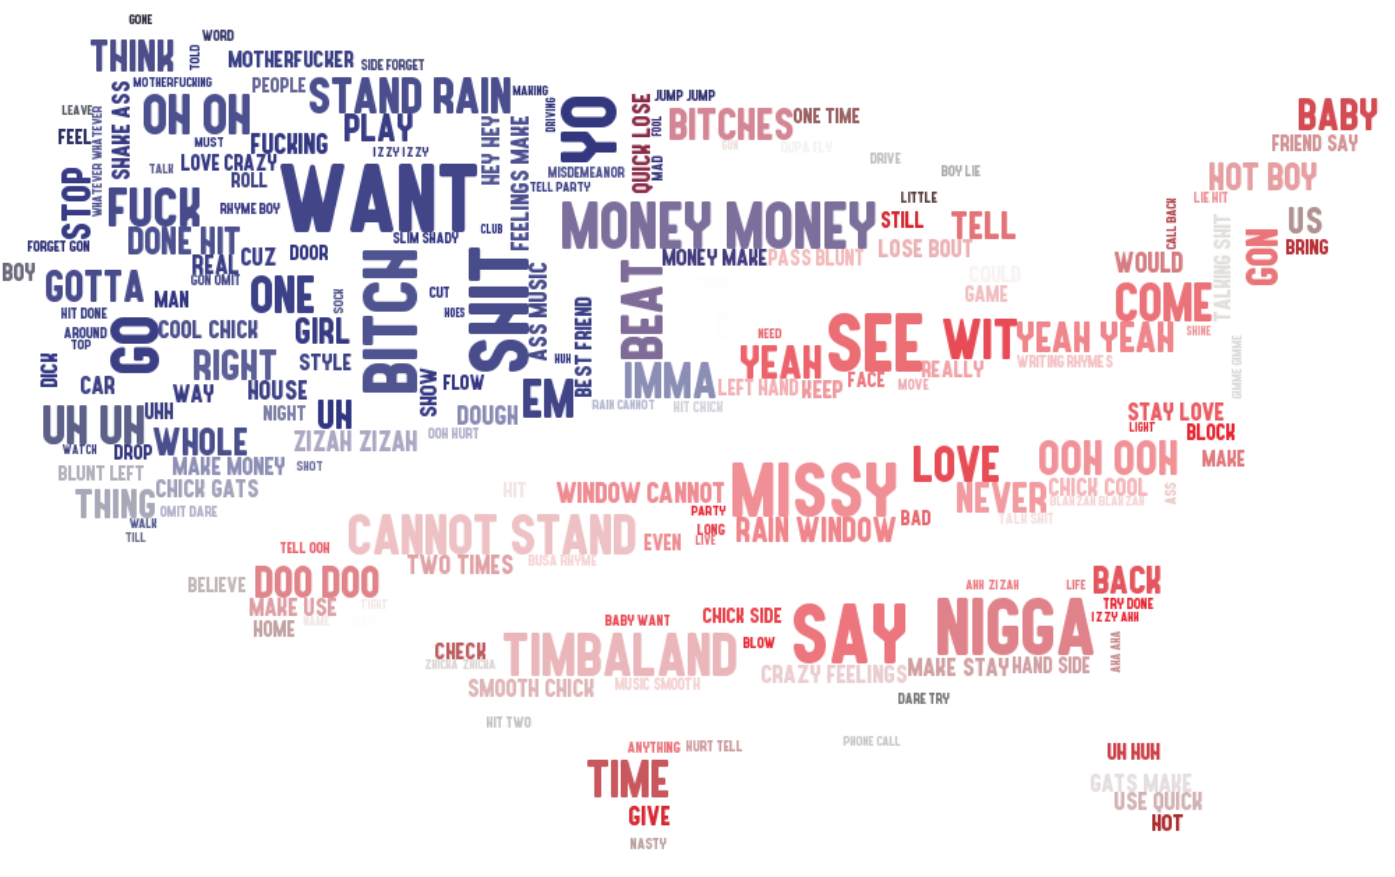 GONE
WORD
THINK
TOLD
MOTHERFUCKER
SIDE FORGET
MOTHERFUCKING
PEOPLE
STAND RAIN
MAKING
JUMP JUMP
LEAVE
SHAKE ASS
OH OH
PLAY
DRIVING
YO
QUICK LOSE
FOOL
BITCHES
ONE TIME
BABY
FEEL
WHATEVER WHATEVER
MUST
FUCKING
IZZY IZZY
HEY HEY
FEELINGS MAKE
GUN
DUPA FLY
FRIEND SAY
TALK
LOVE CRAZY
ROLL
WANT
MISDEMEANOR
MAD
DRIVE
BOY LIE
HOT BOY
STOP
FUCK
RHYME BOY
TELL PARTY
LITTLE
LIE HIT
MONEY MONEY
STILL
TELL
CALL BACK
TALKING SHIT
US
FORGET GON
DONE HIT
SLIM SHADY
CLUB
LOSE BOUT
GON
BRING
REAL
CUZ
DOOR
MONEY MAKE
PASS BLUNT
WOULD
BOY
GOTTA
GON OMIT
BITCH
SHIT
ASS MUSIC
BEAT
COULD
MAN
ONE
SOCK
CUT
GAME
COME
HIT DONE
HOES
BEST FRIEND
AROUND
GO
COOL CHICK
GIRL
NEED
SEE
WIT
YEAH YEAH
SHINE
TOP
DICK
RIGHT
STYLE
HUH
YEAH
REALLY
WRITING RHYMES
GIMME GIMME
CAR
WAY
HOUSE
SHOW
FLOW
EM
IMMA
LEFT HAND
KEEP
FACE
MOVE
UH UH
UHH
NIGHT
UH
DOUGH
RAIN CANNOT
HIT CHICK
STAY LOVE
WATCH
DROP
WHOLE
ZIZAH ZIZAH
OOH HURT
LIGHT
BLOCK
BLUNT LEFT
MAKE MONEY
SHOT
LOVE
OOH OOH
MAKE
THING
CHICK GATS
HIT
WINDOW CANNOT
MISSY
NEVER
CHICK COOL
BLAH ZAH BLAH ZAH
ASS
OMIT DARE
PARTY
BAD
TALK SHIT
WALK
TILL
CANNOT STAND
LONG
RAIN WINDOW
TELL OOH
EVEN
LIVE
TWO TIMES
BUSA RHYME
BELIEVE
DOO DOO
AHH ZIZAH
LIFE
BACK
MAKE USE
TIGHT
TRY DONE
HOME
NAME
BABY WANT
CHICK SIDE
SAY
NIGGA
IZZY AHH
CHECK
TIMBALAND
BLOW
AHA AHA
ZHICHA ZHICHA
CRAZY FEELINGS
MAKE STAY
HAND SIDE
SMOOTH CHICK
MUSIC SMOOTH
DARE TRY
HIT TWO
PHONE CALL
ANYTHING
HURT TELL
UH HUH
TIME
GATS MAKE
USE QUICK
GIVE
HOT
NASTY